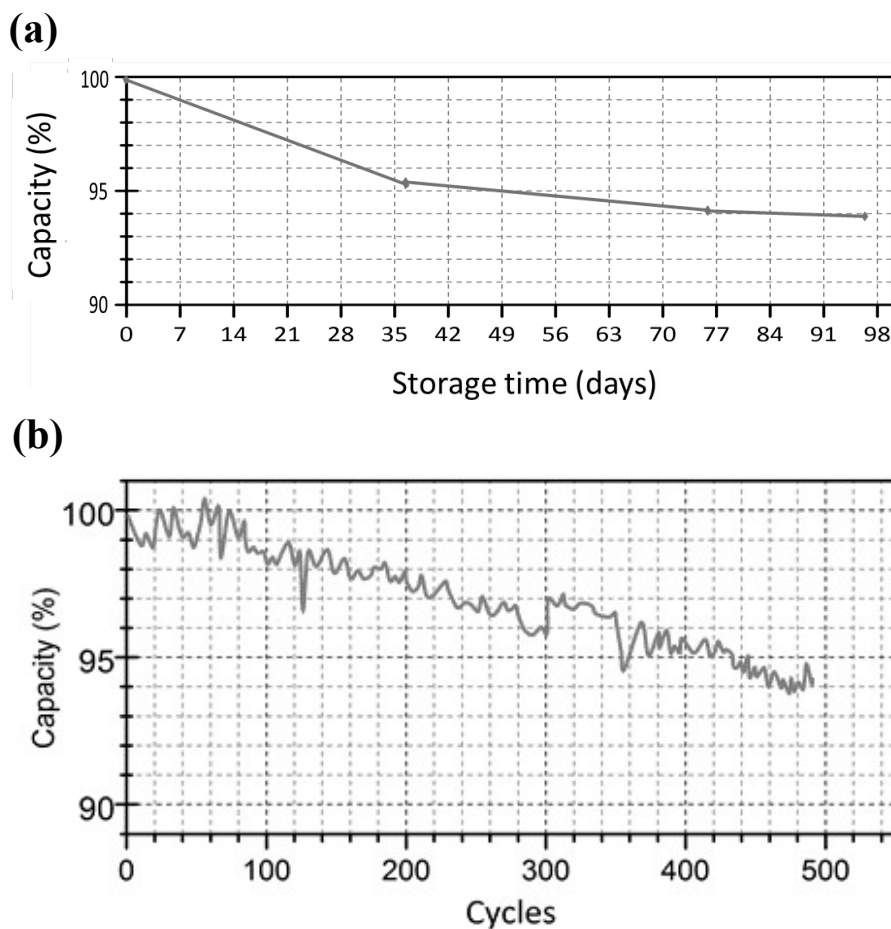 (a)
100
95
90
Capacity (%)
0 7 14 21 28 35 42 49 56 63 70 77 84 91 98
Storage time (days)
(b)
100
95
90
Capacity (%)
0 100 200 300 400 500
Cycles